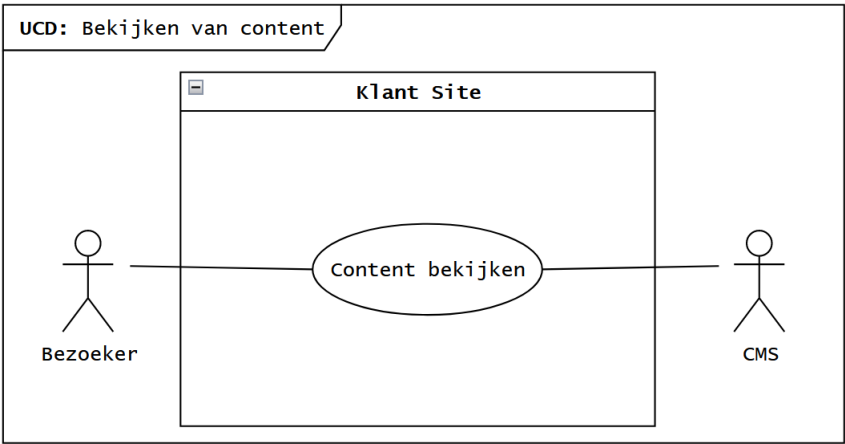 UCD: Bekijken van content
Klant Site
Content bekijken
Bezoeker
CMS